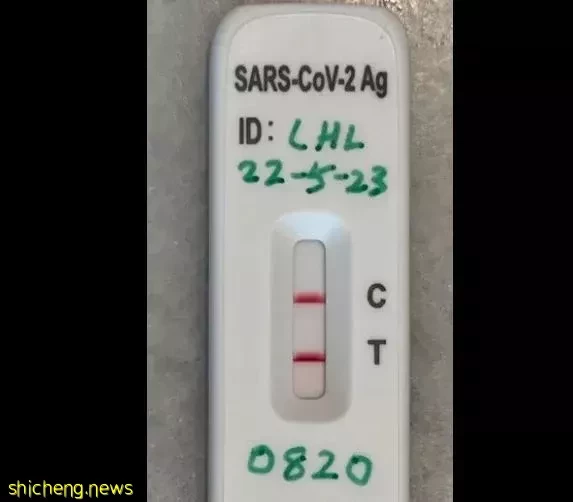 SARS-CoV-2 Ag
ID: LHL
22-5-23
C
T
0820
shicheng.news